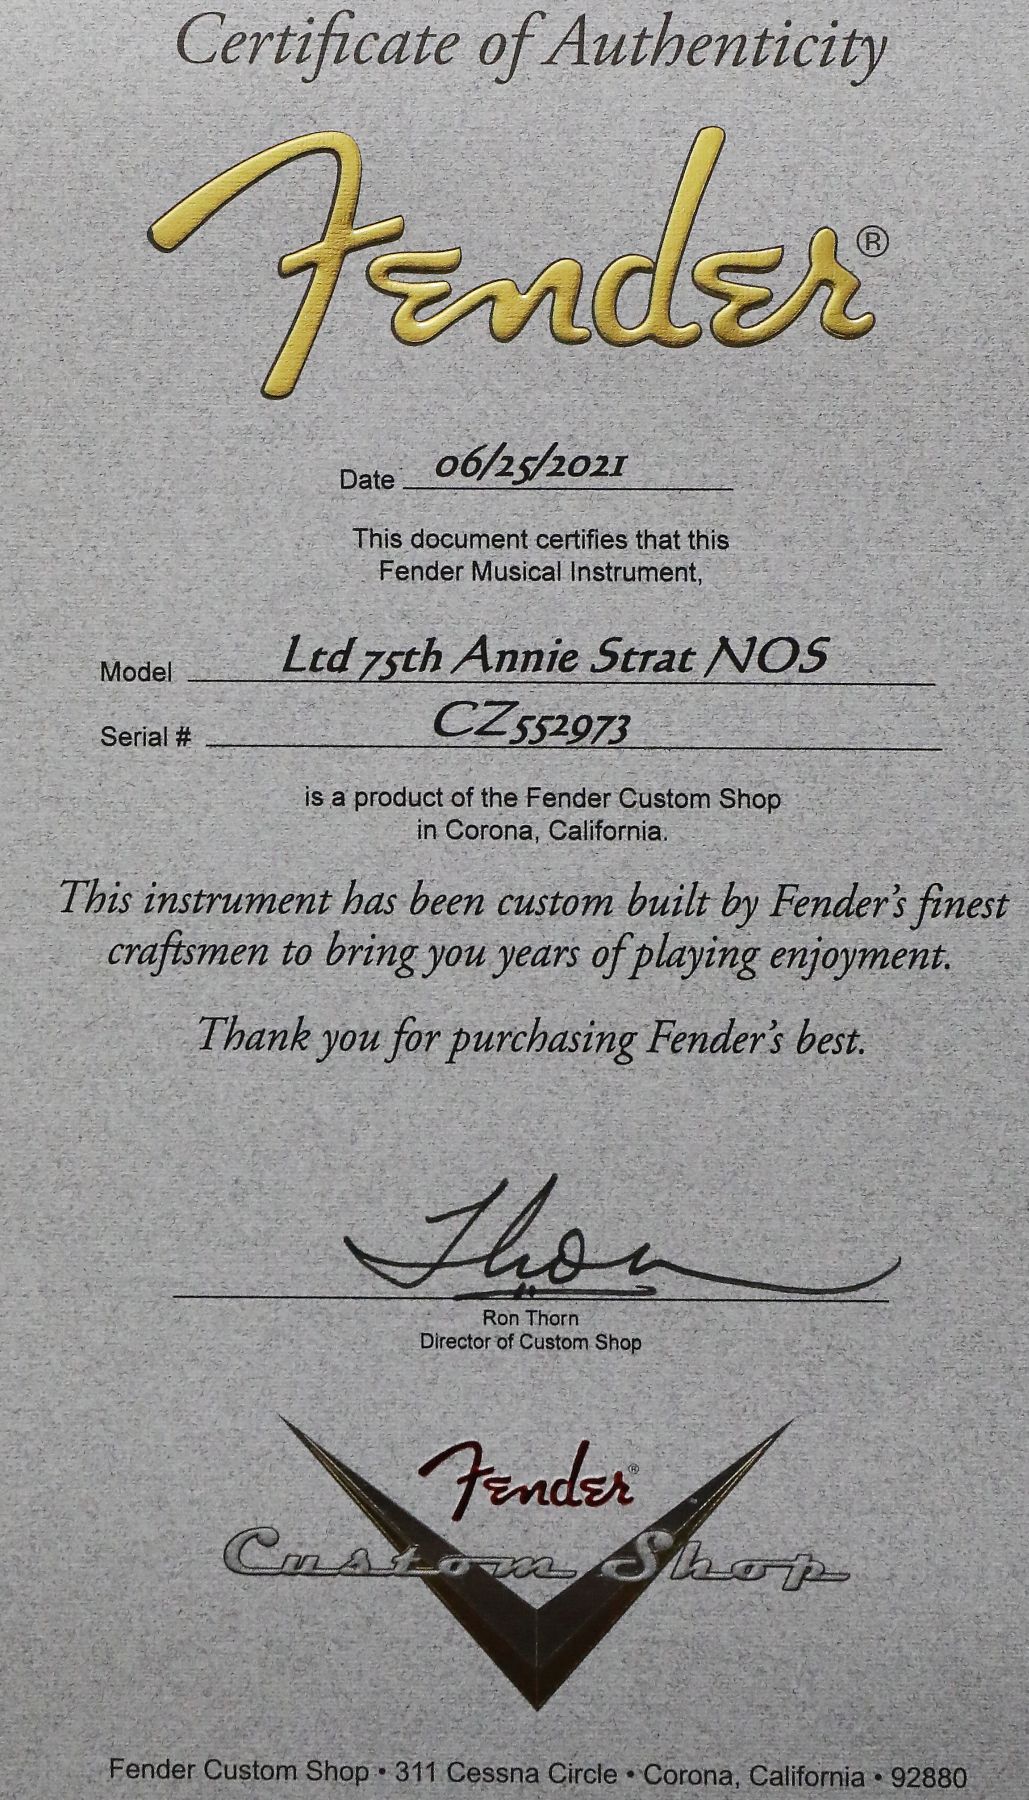 Certificate of Authenticity
Fender®
Date 06/25/2021
This document certifies that this
Fender Musical Instrument,
Model Ltd 75th Annie Strat NOS
Serial # CZ552973
is a product of the Fender Custom Shop
in Corona, California.
This instrument has been custom built by Fender's finest
craftsmen to bring you years of playing enjoyment.
Thank you for purchasing Fender's best.
Thorn
Ron Thorn
Director of Custom Shop
Fender®
Custom Shop
Fender Custom Shop • 311 Cessna Circle • Corona, California • 92880